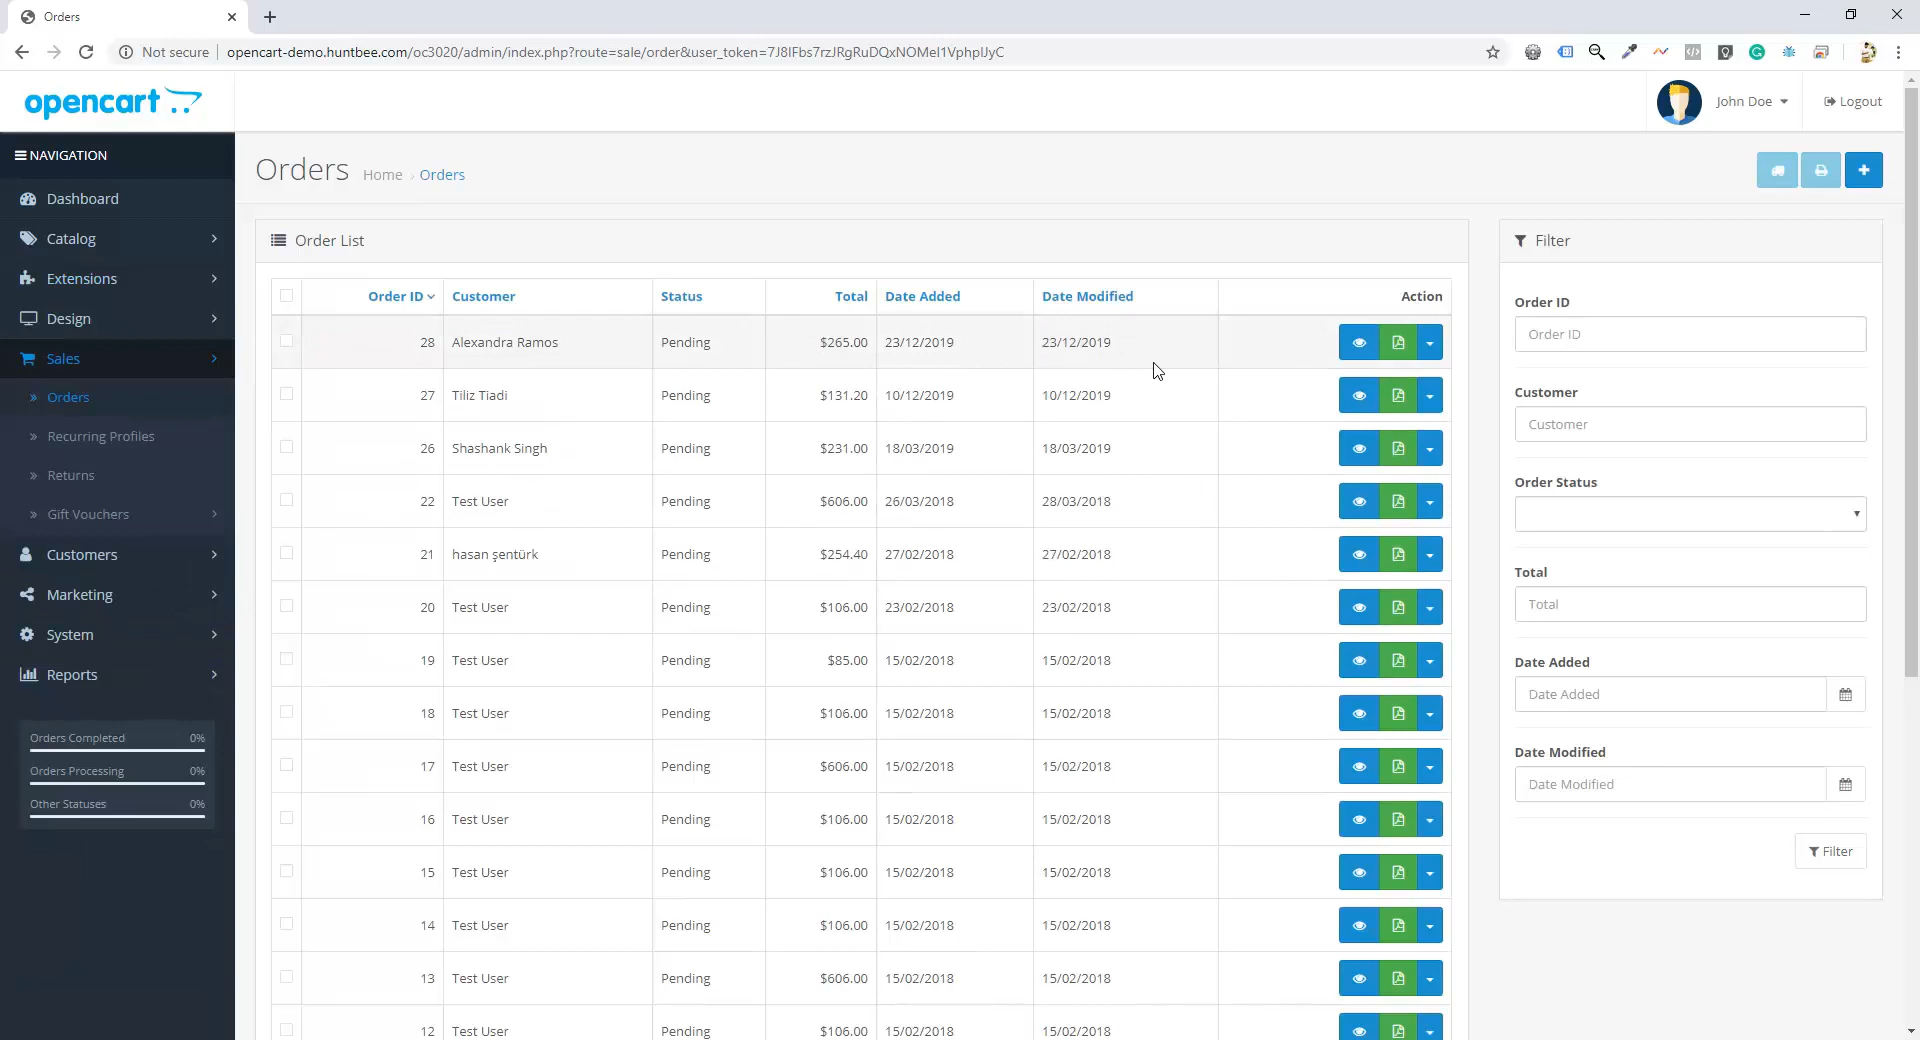 Orders
Not secure
opencart-demo.huntbee.com/oc3020/admin/index.php?route=sale/order&user_token=7J8IFbs7rzJRgRuDQxNOMeI1VphpIJyC
opencart
John Doe
Logout
NAVIGATION
Dashboard
Catalog
Extensions
Design
Sales
Orders
Recurring Profiles
Returns
Gift Vouchers
Customers
Marketing
System
Reports
Orders Completed 0%
Orders Processing 0%
Other Statuses 0%
Orders
Home › Orders
Order List
Order ID Customer Status Total Date Added Date Modified Action
28 Alexandra Ramos Pending $265.00 23/12/2019 23/12/2019
27 Tiliz Tiadi Pending $131.20 10/12/2019 10/12/2019
26 Shashank Singh Pending $231.00 18/03/2019 18/03/2019
22 Test User Pending $606.00 26/03/2018 28/03/2018
21 hasan şentürk Pending $254.40 27/02/2018 27/02/2018
20 Test User Pending $106.00 23/02/2018 23/02/2018
19 Test User Pending $85.00 15/02/2018 15/02/2018
18 Test User Pending $106.00 15/02/2018 15/02/2018
17 Test User Pending $606.00 15/02/2018 15/02/2018
16 Test User Pending $106.00 15/02/2018 15/02/2018
15 Test User Pending $106.00 15/02/2018 15/02/2018
14 Test User Pending $106.00 15/02/2018 15/02/2018
13 Test User Pending $606.00 15/02/2018 15/02/2018
12 Test User Pending $106.00 15/02/2018 15/02/2018
Filter
Order ID
Order ID
Customer
Customer
Order Status
Total
Total
Date Added
Date Added
Date Modified
Date Modified
Filter